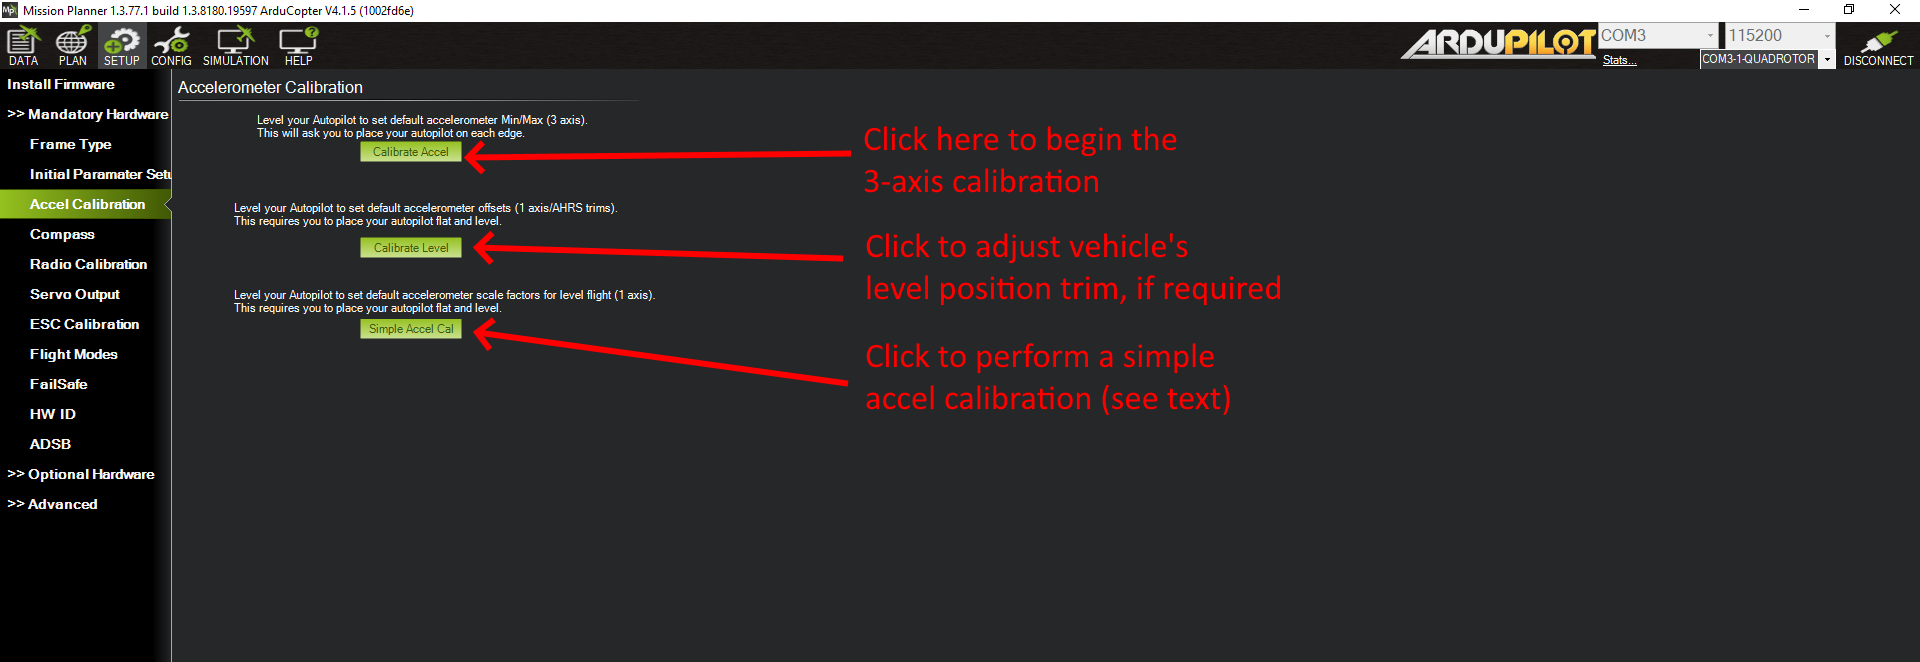 Mission Planner 1.3.77.1 build 1.3.8180.19597 ArduCopter V4.1.5 (1002fd6e)
DATA
PLAN
SETUP
CONFIG
SIMULATION
HELP
ARDUPILOT
COM3
115200
Stats...
COM3-1-QUADROTOR
DISCONNECT
Install Firmware
>> Mandatory Hardware
Frame Type
Initial Paramater Setu
Accel Calibration
Compass
Radio Calibration
Servo Output
ESC Calibration
Flight Modes
FailSafe
HW ID
ADSB
>> Optional Hardware
>> Advanced
Accelerometer Calibration
Level your Autopilot to set default accelerometer Min/Max (3 axis).
This will ask you to place your autopilot on each edge.
Calibrate Accel
Click here to begin the
3-axis calibration
Level your Autopilot to set default accelerometer offsets (1 axis/AHRS trims).
This requires you to place your autopilot flat and level.
Calibrate Level
Click to adjust vehicle's
level position trim, if required
Level your Autopilot to set default accelerometer scale factors for level flight (1 axis).
This requires you to place your autopilot flat and level.
Simple Accel Cal
Click to perform a simple
accel calibration (see text)